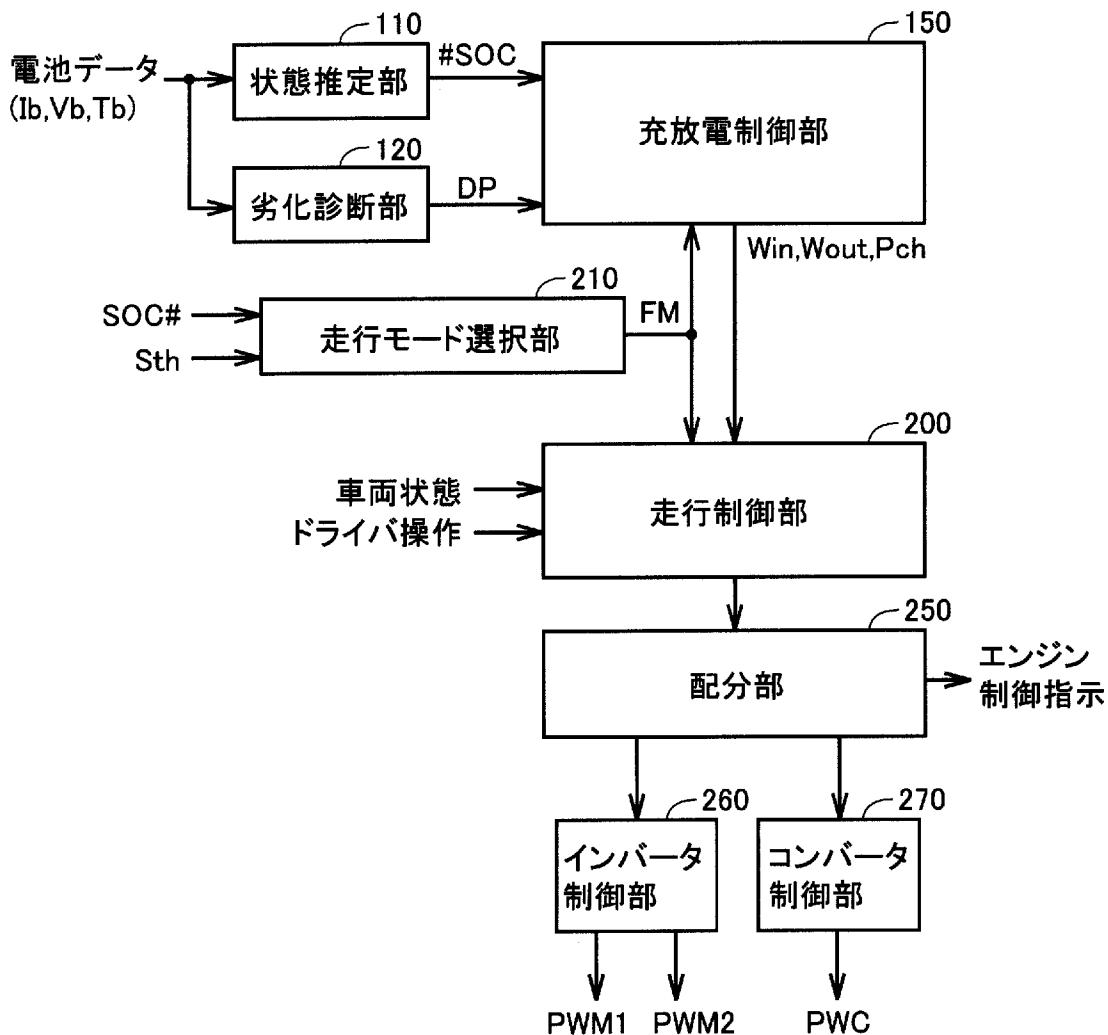 110
150
電池データ
(Ib,Vb,Tb)
状態推定部
#SOC
充放電制御部
120
劣化診断部
DP
Win,Wout,Pch
210
SOC#
Sth
走行モード選択部
FM
200
車両状態
ドライバ操作
走行制御部
250
配分部
エンジン
制御指示
260
270
インバータ
制御部
コンバータ
制御部
PWM1
PWM2
PWC